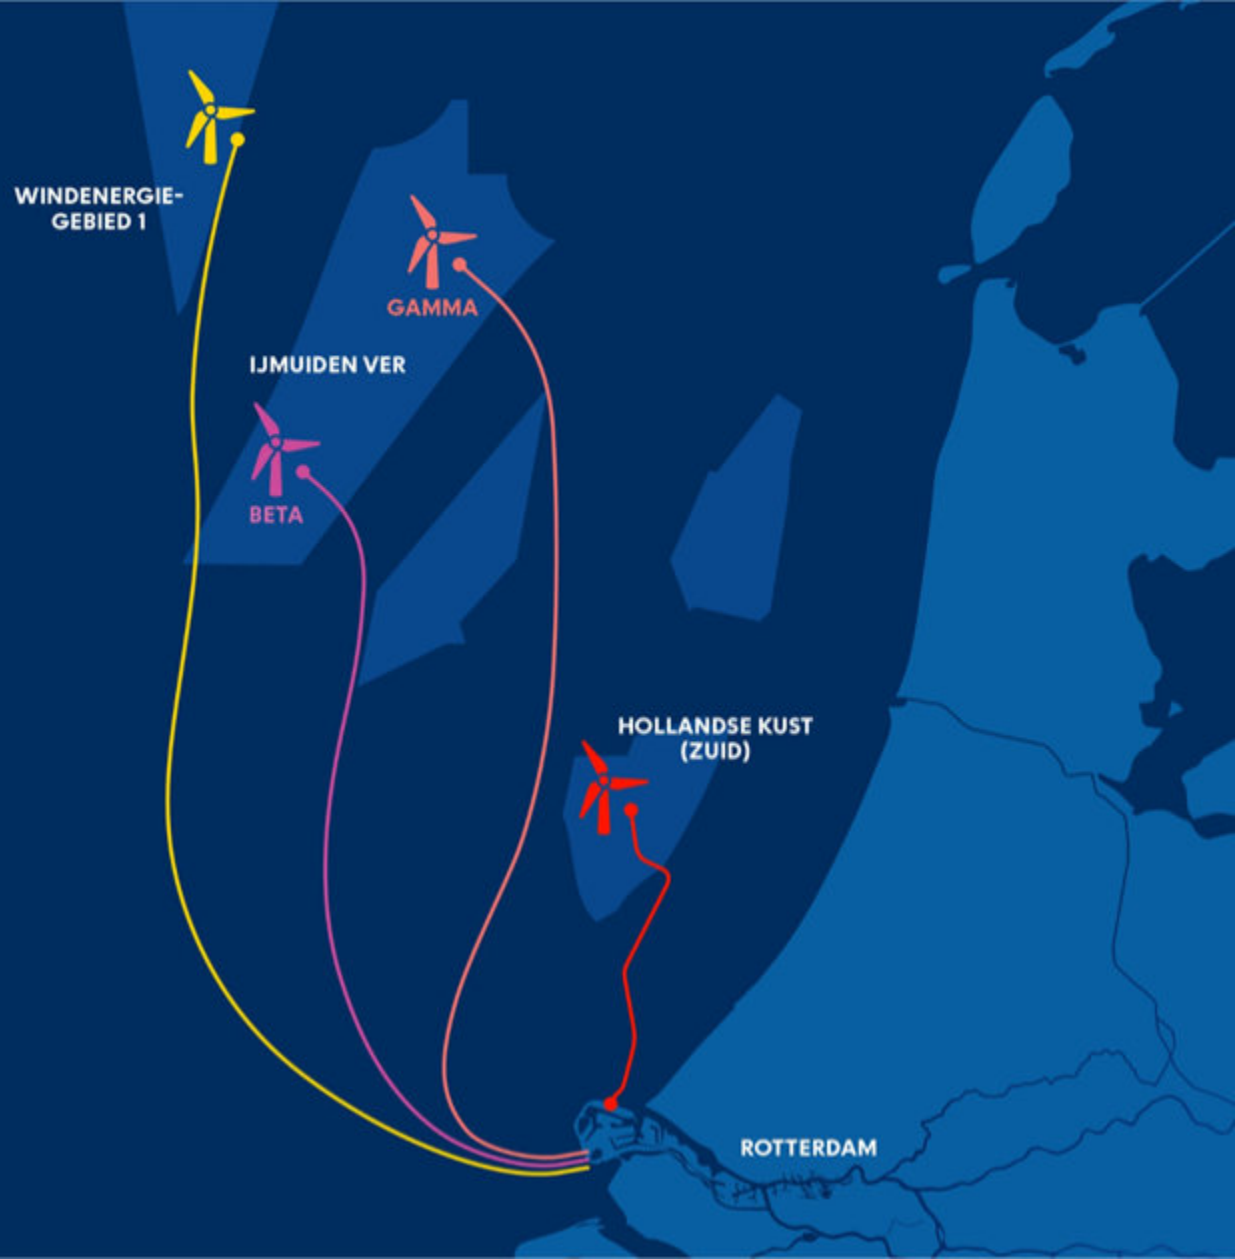 WINDENERGIE-
GEBIED 1
GAMMA
IJMUIDEN VER
BETA
HOLLANDSE KUST
(ZUID)
ROTTERDAM